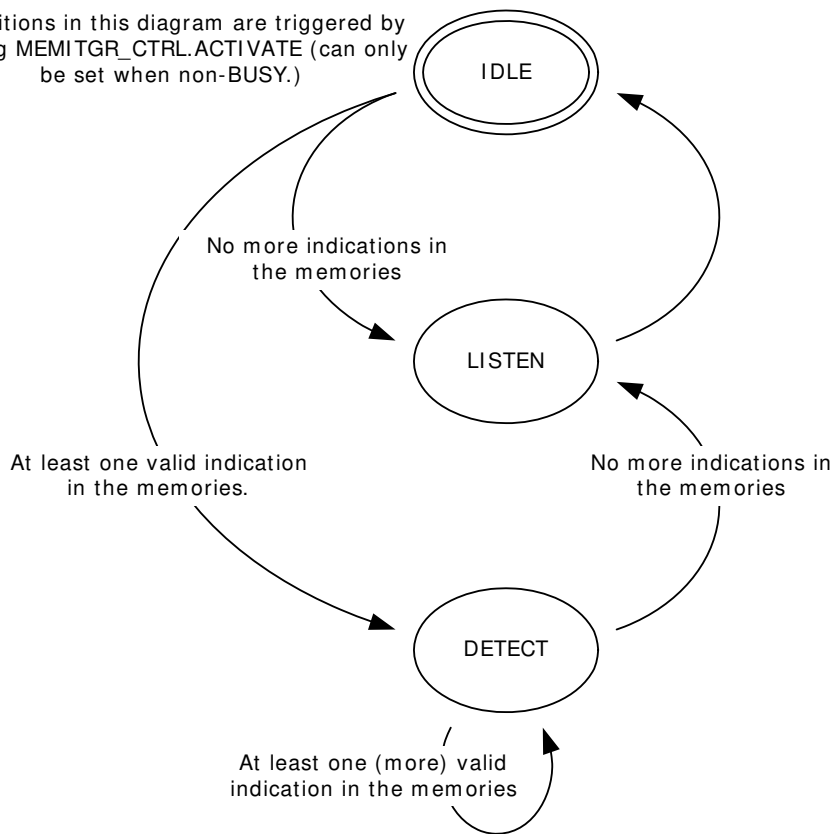 itions in this diagram are triggered by
g MEMITGR_CTRL.ACTIVATE (can only
be set when non-BUSY.)
IDLE
No more indications in
the memories
LISTEN
At least one valid indication
in the memories.
No more indications in
the memories
DETECT
At least one (more) valid
indication in the memories